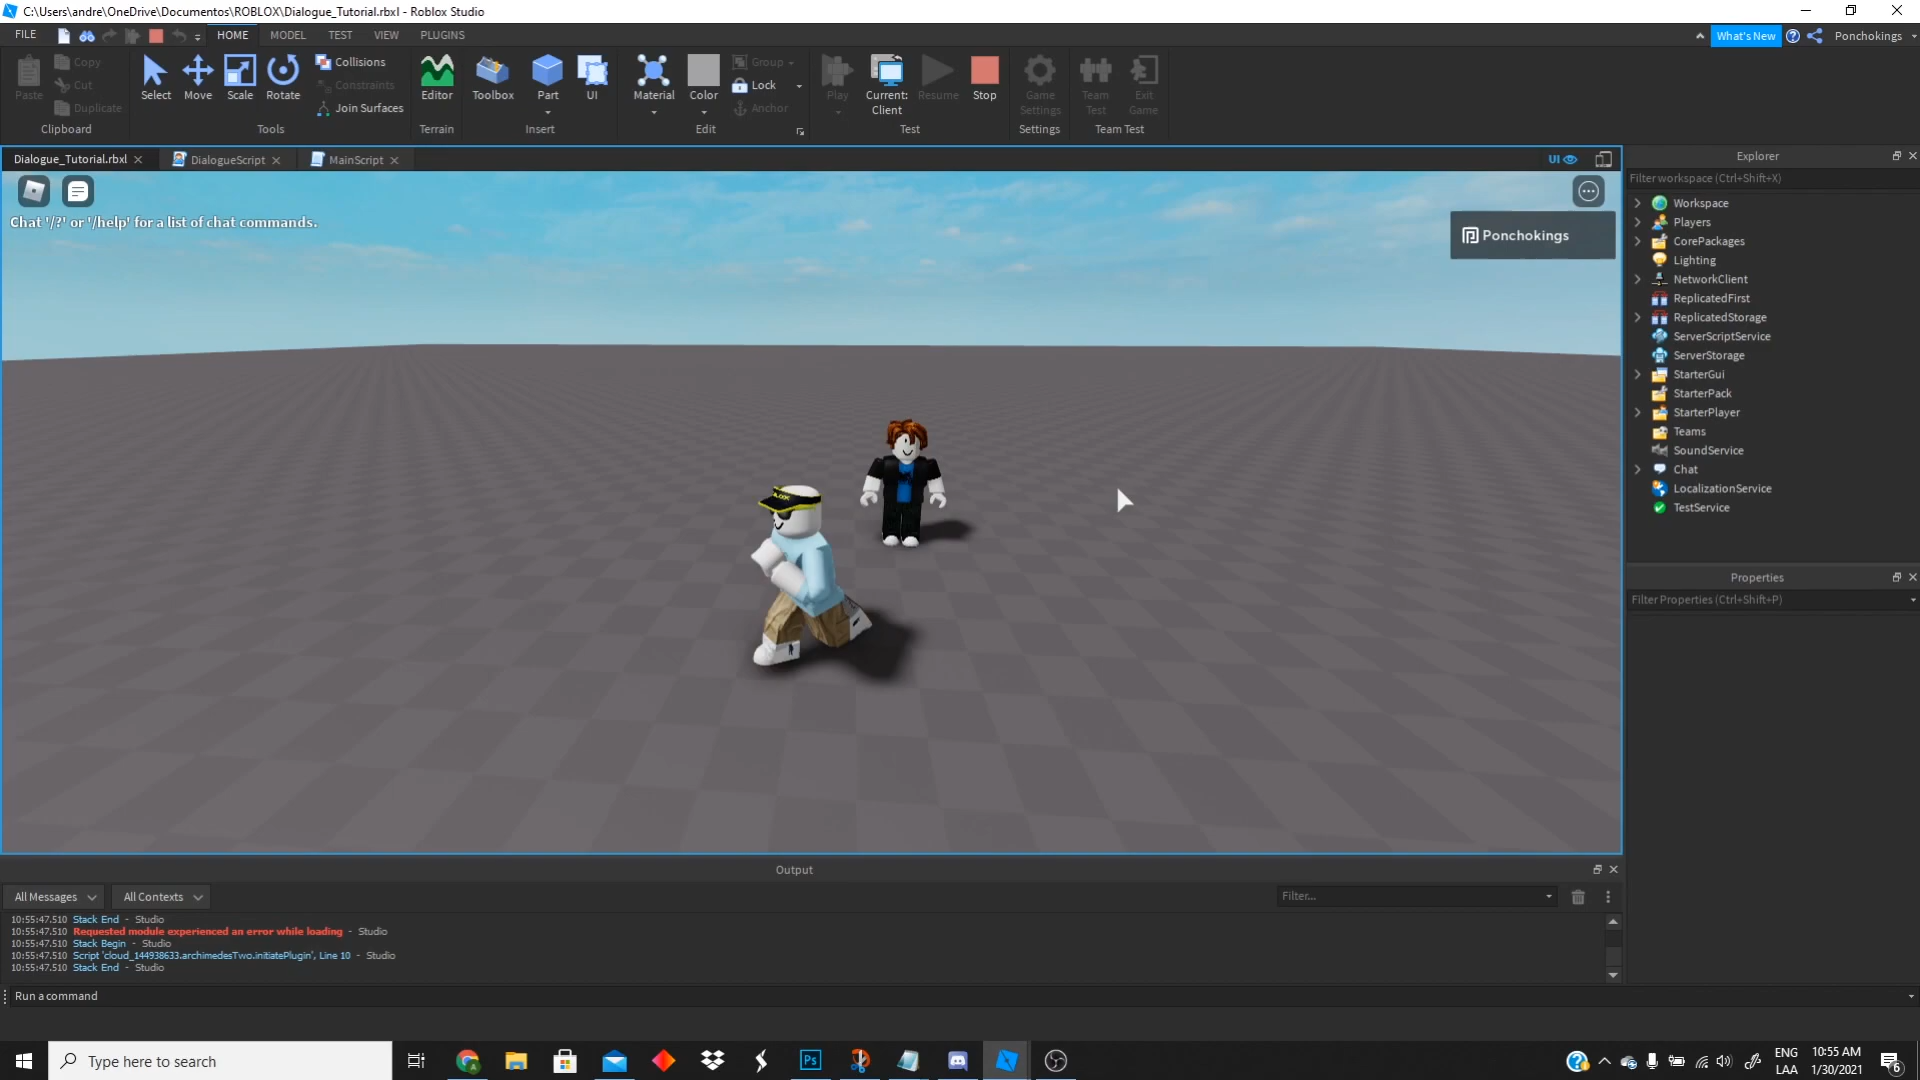 C:\Users\andre\OneDrive\Documentos\ROBLOX\Dialogue_Tutorial.rbxl - Roblox Studio
FILE HOME MODEL TEST VIEW PLUGINS What's New Ponchokings
Paste Copy Cut Duplicate
Clipboard
Select Move Scale Rotate
Collisions
Constraints
Join Surfaces
Tools
Editor
Terrain
Toolbox Part UI
Insert
Material Color
Group
Lock
Anchor
Edit
Play Current: Client Resume Stop
Test
Game Settings
Settings
Team Test Exit Game
Team Test
Dialogue_Tutorial.rbxl DialogueScript MainScript UI
Chat '/?' or '/help' for a list of chat commands.
Ponchokings
Explorer
Filter workspace (Ctrl+Shift+X)
Workspace
Players
CorePackages
Lighting
NetworkClient
ReplicatedFirst
ReplicatedStorage
ServerScriptService
ServerStorage
StarterGui
StarterPack
StarterPlayer
Teams
SoundService
Chat
LocalizationService
TestService
Properties
Filter Properties (Ctrl+Shift+P)
Output
All Messages All Contexts Filter...
10:55:47.510 Stack End - Studio
10:55:47.510 Requested module experienced an error while loading - Studio
10:55:47.510 Stack Begin - Studio
10:55:47.510 Script 'cloud_144938633.archimedesTwo.initiatePlugin', Line 10 - Studio
10:55:47.510 Stack End - Studio
Run a command
Type here to search
Ps
ENG
LAA
10:55 AM
1/30/2021
6